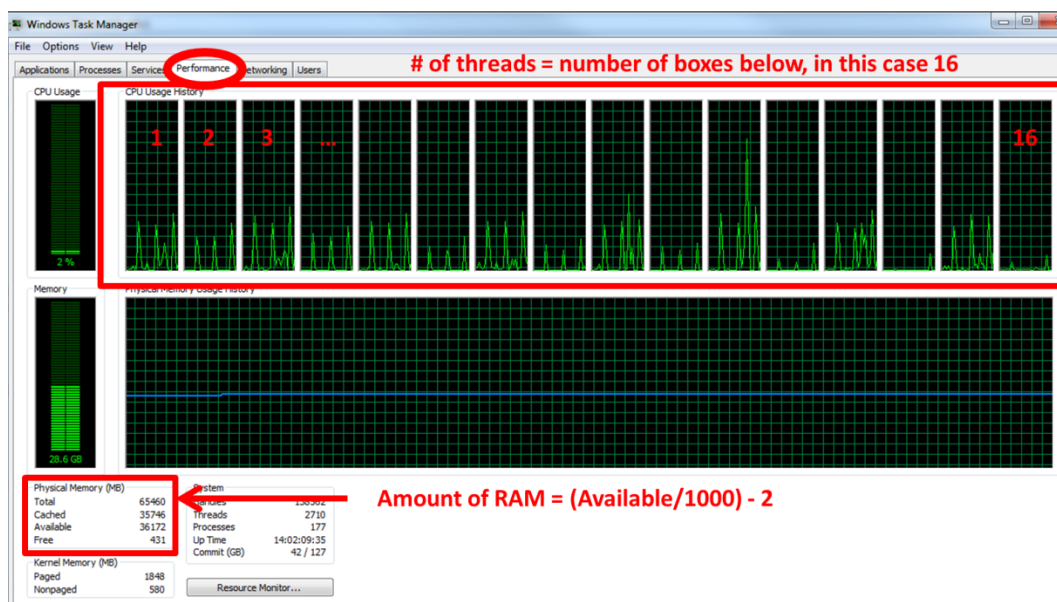 Windows Task Manager
File Options View Help
Applications Processes Services Performance etworking Users
# of threads = number of boxes below, in this case 16
CPU Usage CPU Usage History
1 2 3 ... 16
2 %
Memory Physical Memory Usage History
28.6 GB
Physical Memory (MB)
Total 65460
Cached 35746
Available 36172
Free 431
System
Handles 138562
Threads 2710
Processes 177
Up Time 14:02:09:35
Commit (GB) 42 / 127
Amount of RAM = (Available/1000) - 2
Kernel Memory (MB)
Paged 1848
Nonpaged 580
Resource Monitor...